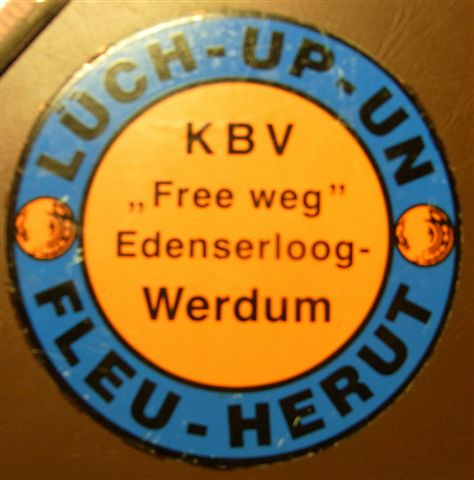 LÜCH-UP-UN
KBV
„Free weg”
Edenserloog-
Werdum
FLEU-HERUT